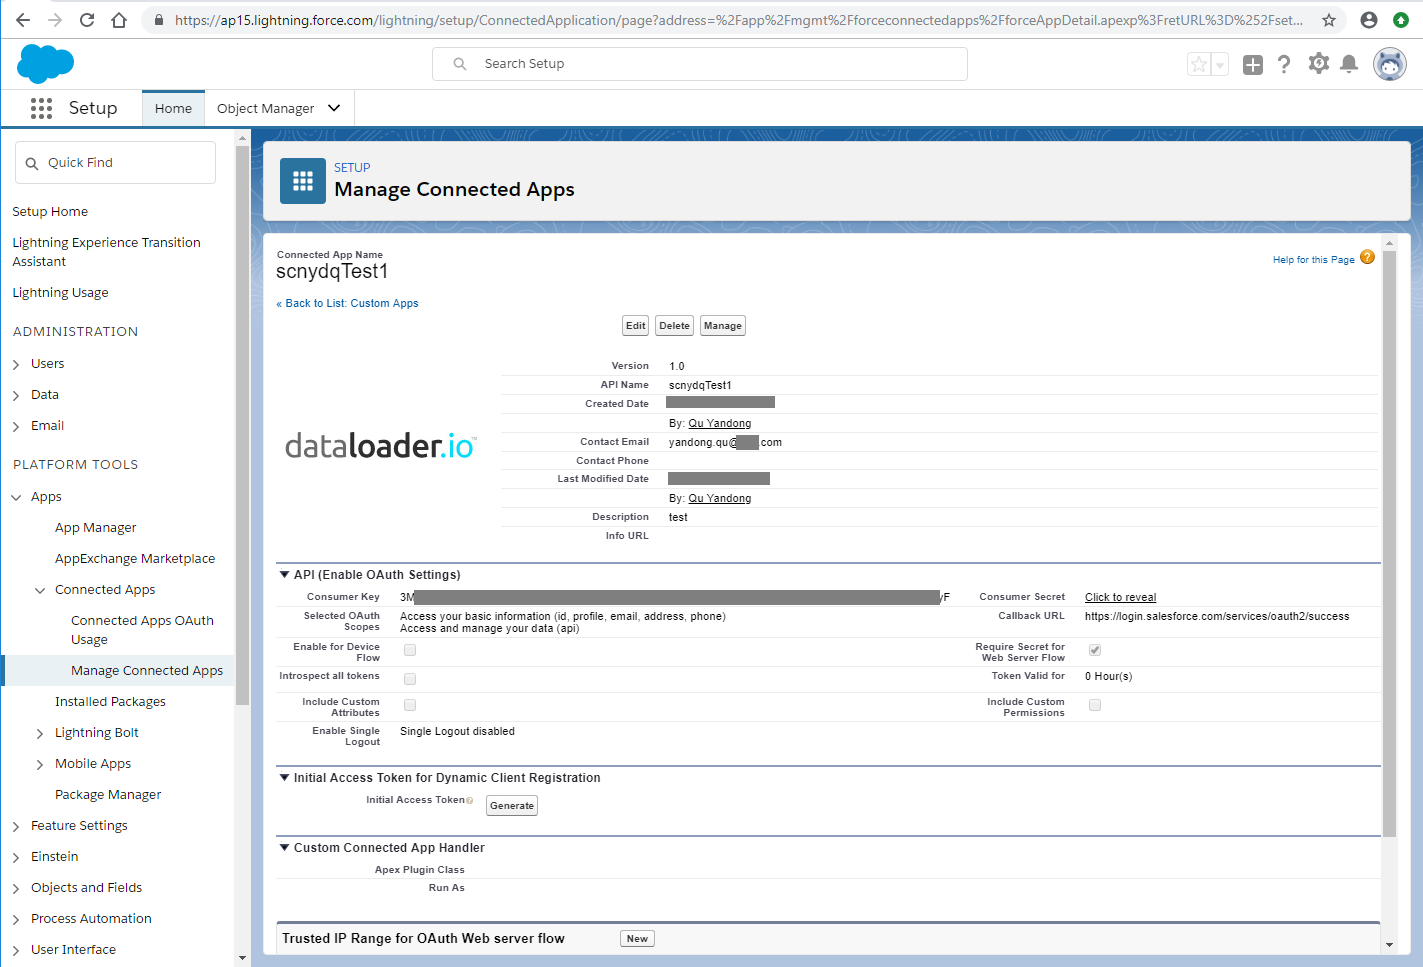 https://ap15.lightning.force.com/lightning/setup/ConnectedApplication/page?address=%2Fapp%2Fmgmt%2Fforceconnectedapps%2FforceAppDetail.apexp%3FretURL%3D%252Fset...
Search Setup
Setup
Home
Object Manager
Quick Find
Setup Home
Lightning Experience Transition
Assistant
Lightning Usage
ADMINISTRATION
Users
Data
Email
PLATFORM TOOLS
Apps
App Manager
AppExchange Marketplace
Connected Apps
Connected Apps OAuth
Usage
Manage Connected Apps
Installed Packages
Lightning Bolt
Mobile Apps
Package Manager
Feature Settings
Einstein
Objects and Fields
Process Automation
User Interface
SETUP
Manage Connected Apps
Connected App Name
scnydqTest1
Help for this Page
« Back to List: Custom Apps
Edit Delete Manage
dataloader.io™
Version 1.0
API Name scnydqTest1
Created Date
By: Qu Yandong
Contact Email yandong.qu@ .com
Contact Phone
Last Modified Date
By: Qu Yandong
Description test
Info URL
API (Enable OAuth Settings)
Consumer Key 3M yF Consumer Secret Click to reveal
Selected OAuth Scopes Access your basic information (id, profile, email, address, phone)
Access and manage your data (api)
Callback URL https://login.salesforce.com/services/oauth2/success
Enable for Device Flow
Require Secret for Web Server Flow
Introspect all tokens
Token Valid for 0 Hour(s)
Include Custom Attributes
Include Custom Permissions
Enable Single Logout Single Logout disabled
Initial Access Token for Dynamic Client Registration
Initial Access Token Generate
Custom Connected App Handler
Apex Plugin Class
Run As
Trusted IP Range for OAuth Web server flow New